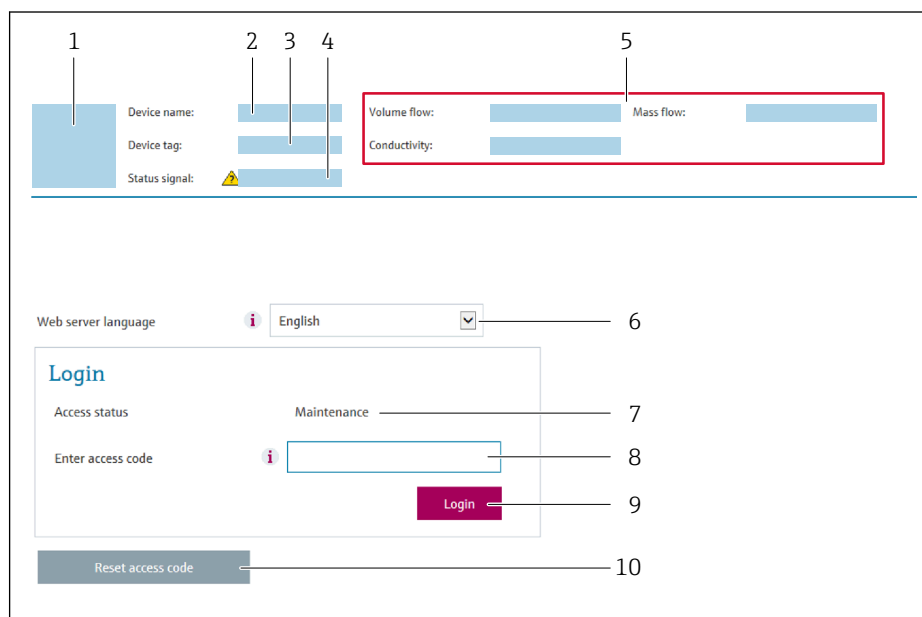 1 2 3 4 5
Device name: Volume flow: Mass flow:
Device tag: Conductivity:
Status signal: ?
Web server language i English 6
Login
Access status Maintenance 7
Enter access code i 8
Login 9
Reset access code 10